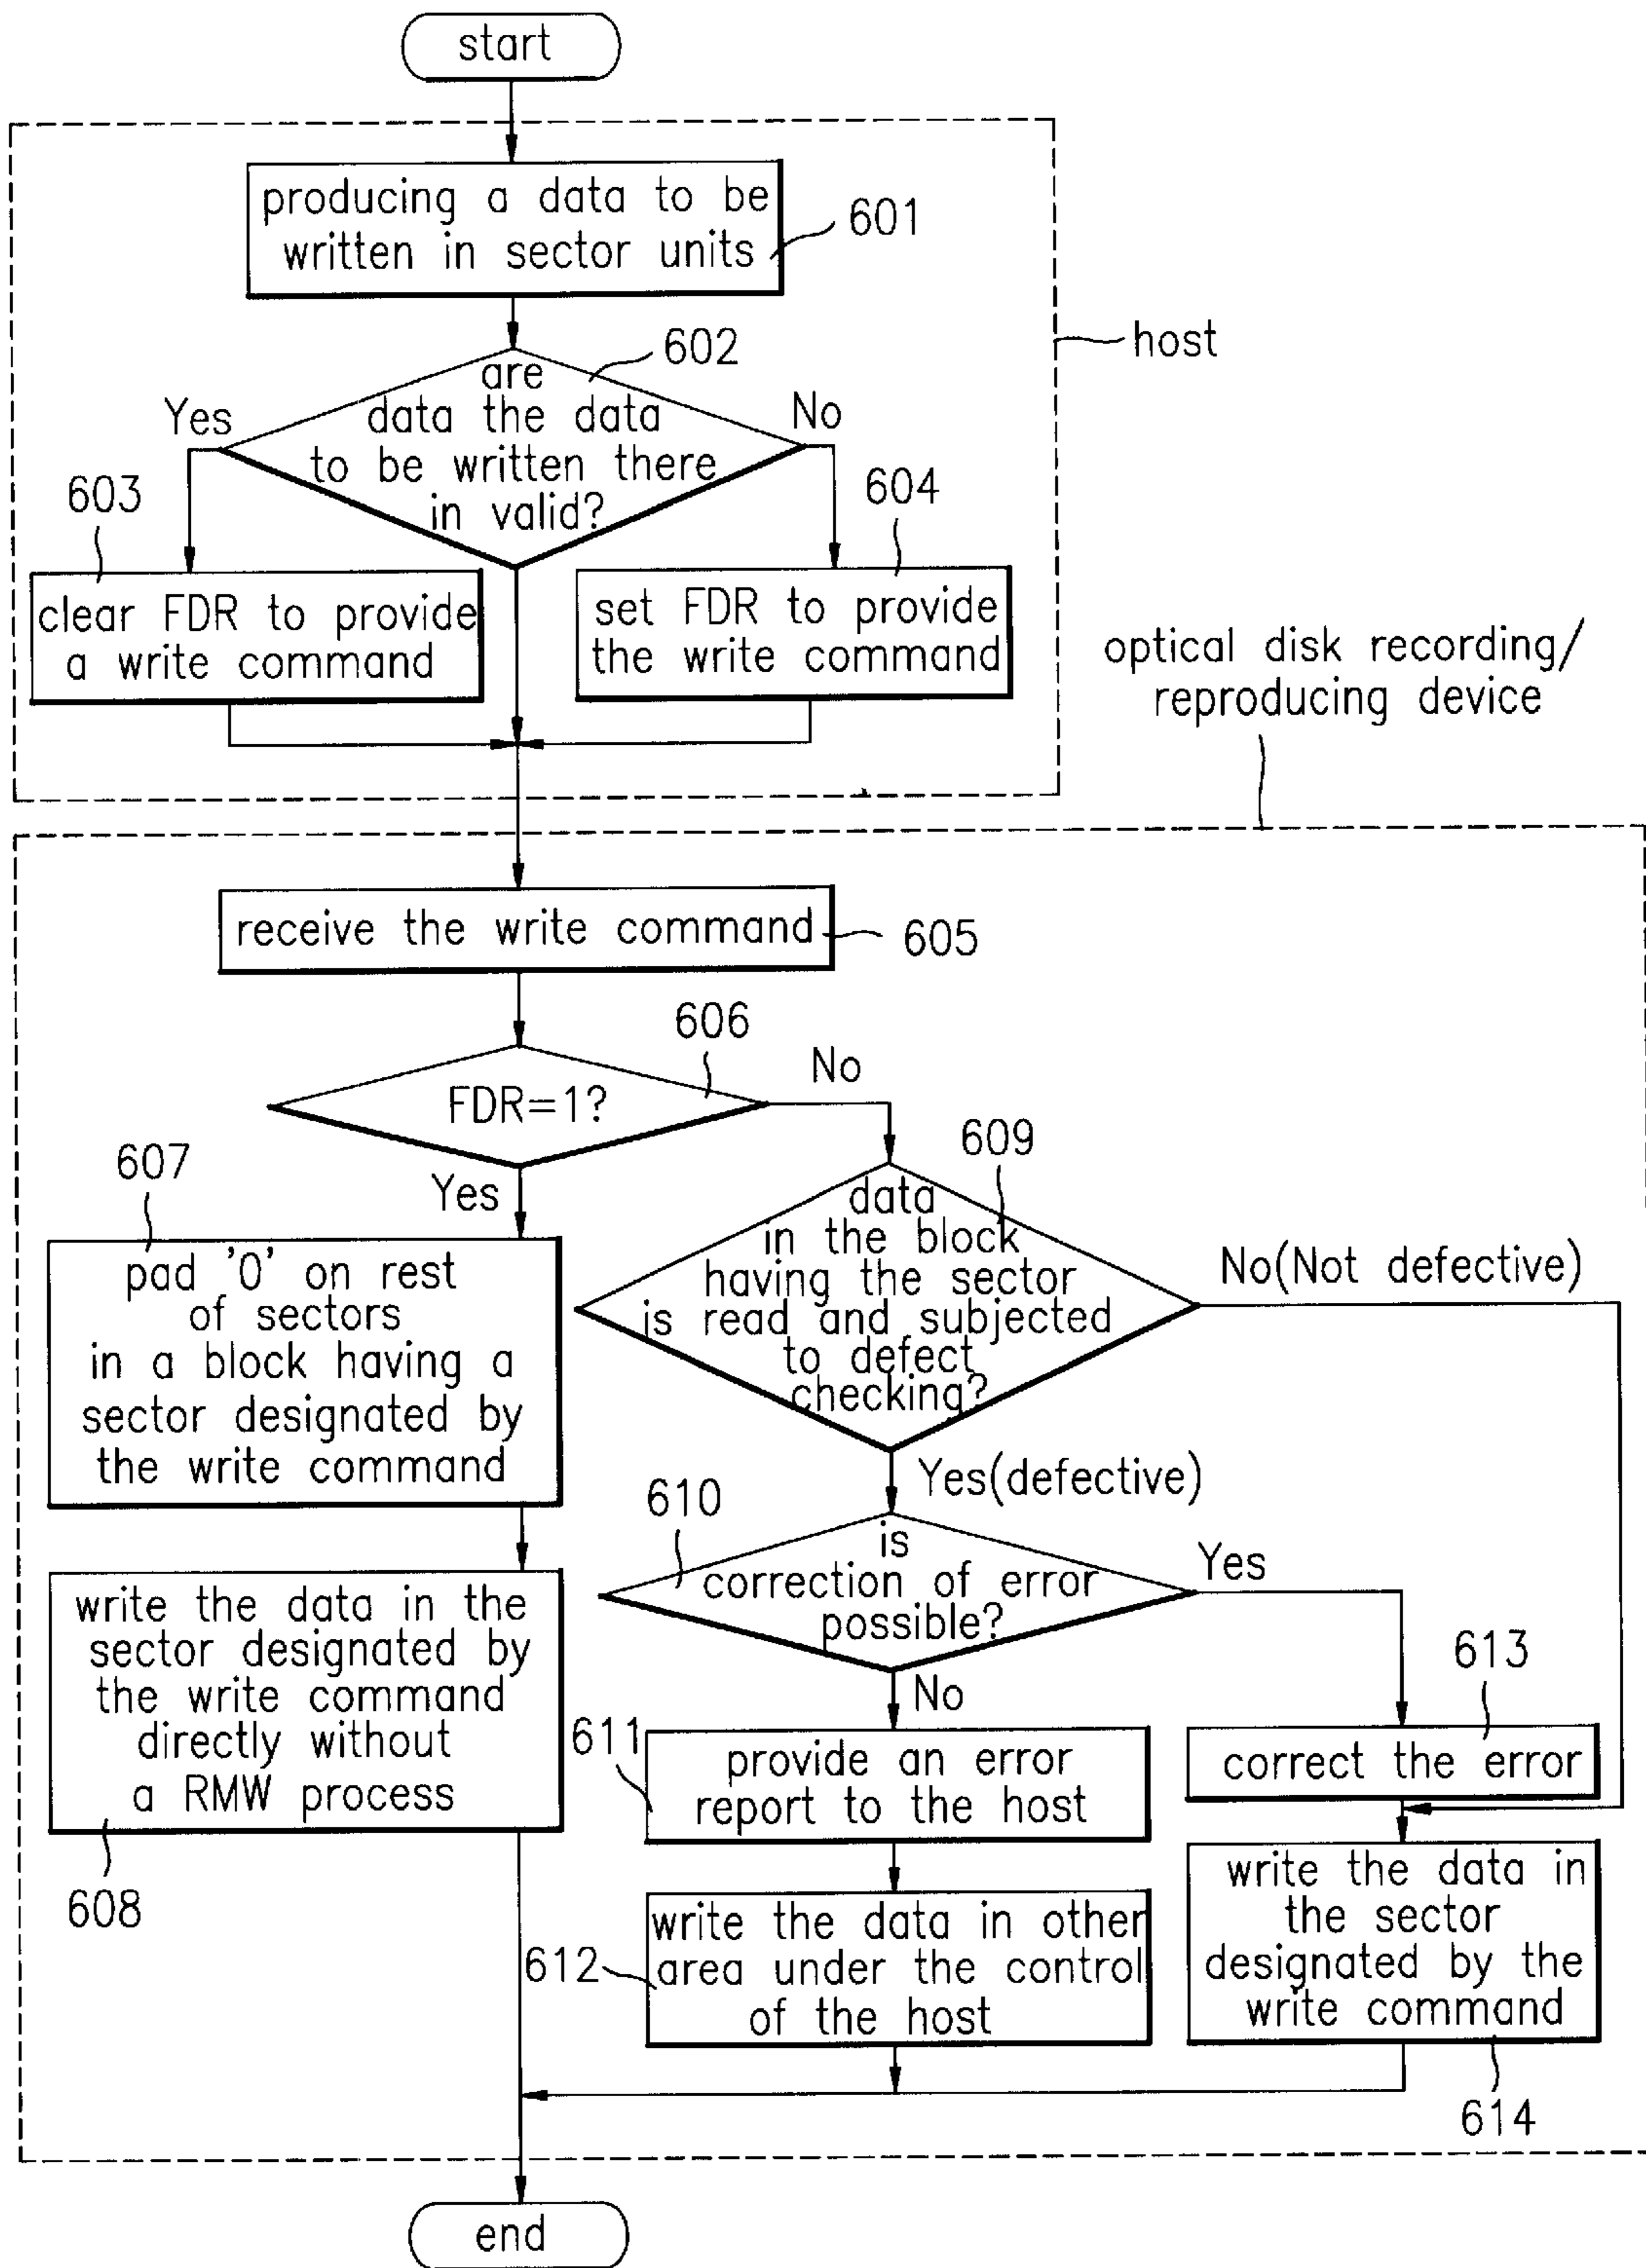 start
producing a data to be
written in sector units
601
602
host
are
data the data
to be written there
in valid?
Yes
No
603
604
clear FDR to provide
a write command
set FDR to provide
the write command
optical disk recording/
reproducing device
receive the write command
605
606
FDR=1?
No
Yes
607
609
pad '0' on rest
of sectors
in a block having a
sector designated by
the write command
data
in the block
having the sector
is read and subjected
to defect
checking?
No(Not defective)
Yes(defective)
610
is
correction of error
possible?
Yes
No
write the data in the
sector designated by
the write command
directly without
a RMW process
608
611
provide an error
report to the host
613
correct the error
612
write the data in other
area under the control
of the host
write the data in
the sector
designated by the
write command
614
end